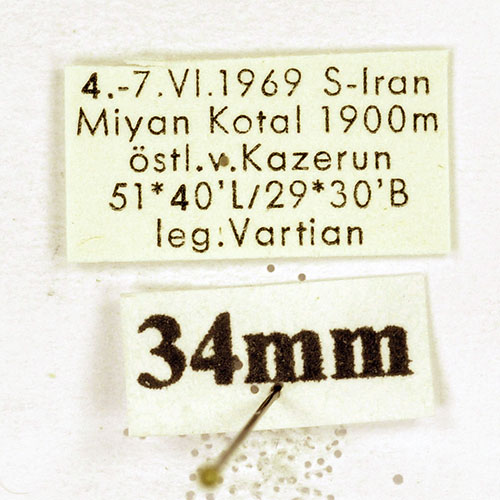 4.-7.VI.1969 S-Iran
Miyan Kotal 1900m
östl.v.Kazerun
51*40'L/29*30'B
leg:Vartian
34mm